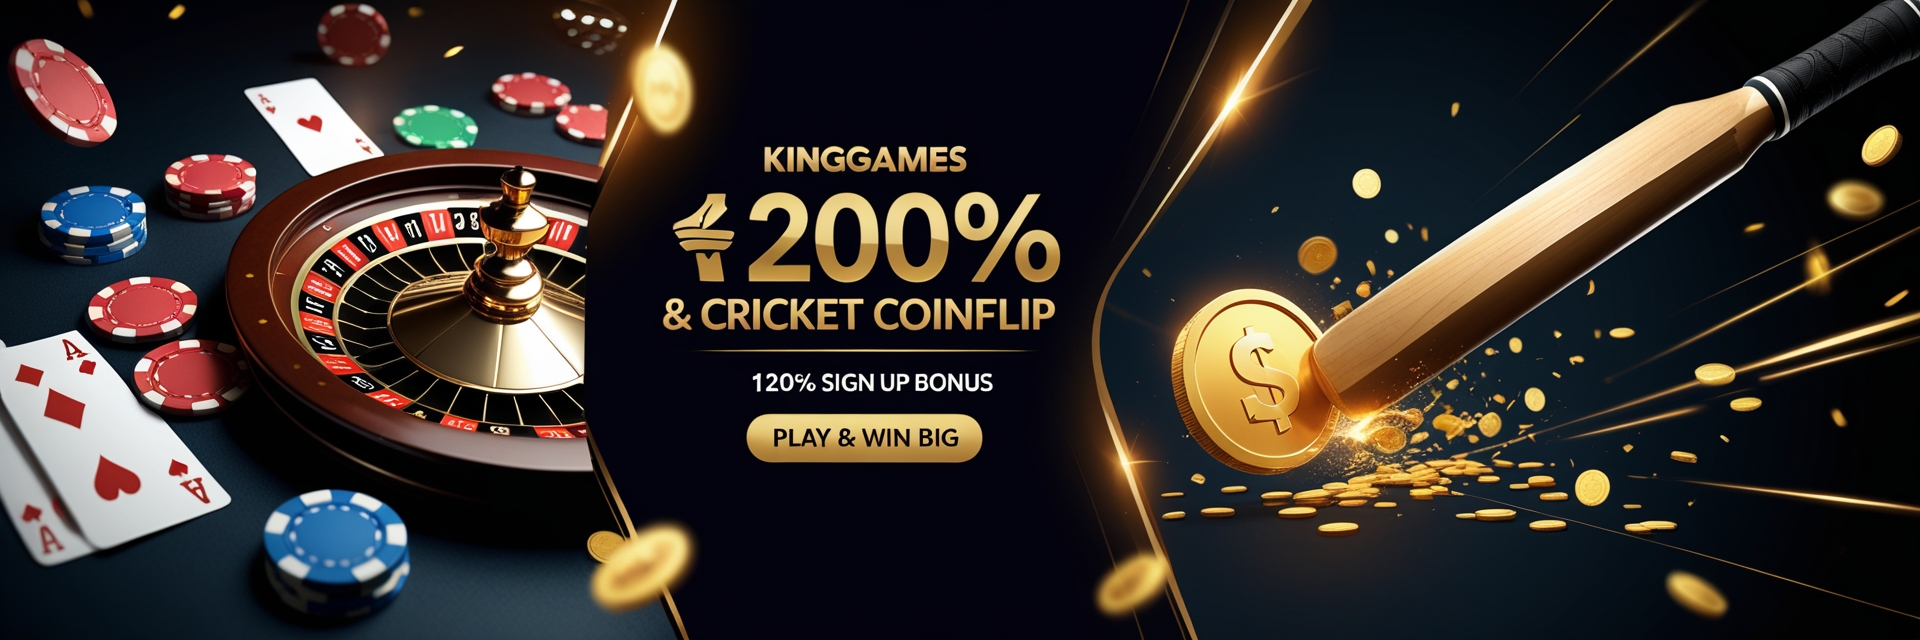 KINGGAMES
200%
& CRICKET COINFLIP
120% SIGN UP BONUS
PLAY & WIN BIG
A
A
A
A
$